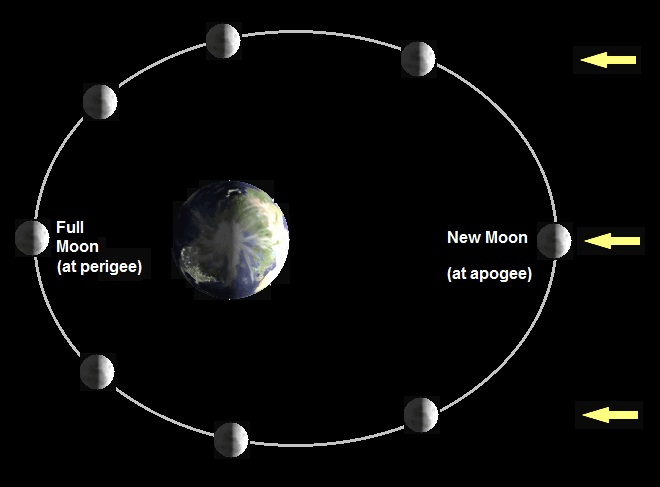 Full
Moon
(at perigee)
New Moon
(at apogee)